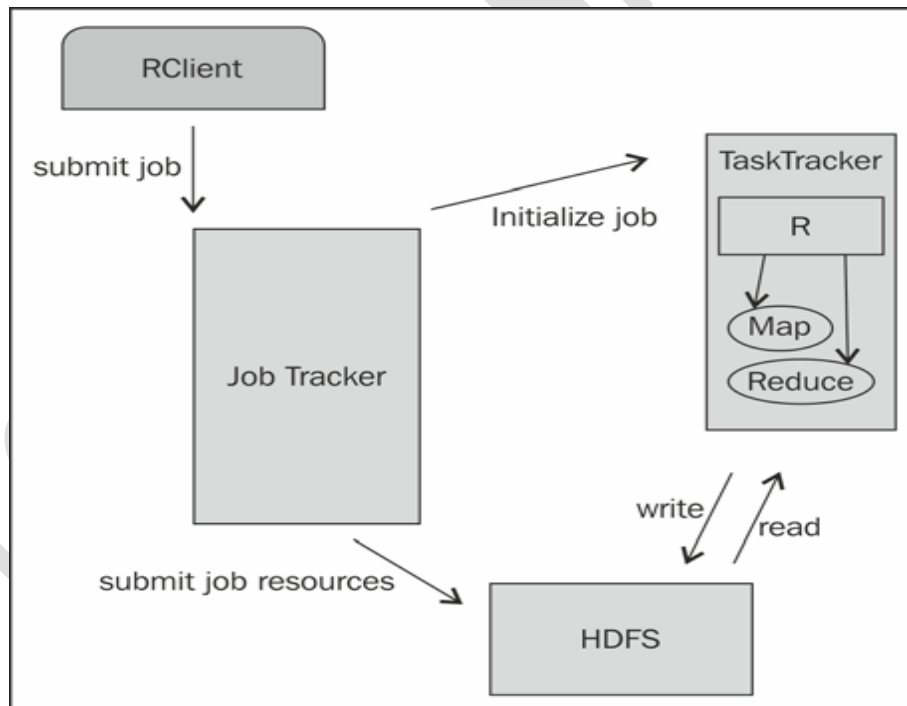 RClient
submit job
TaskTracker
Initialize job
R
Map
Job Tracker
Reduce
write
read
submit job resources
HDFS